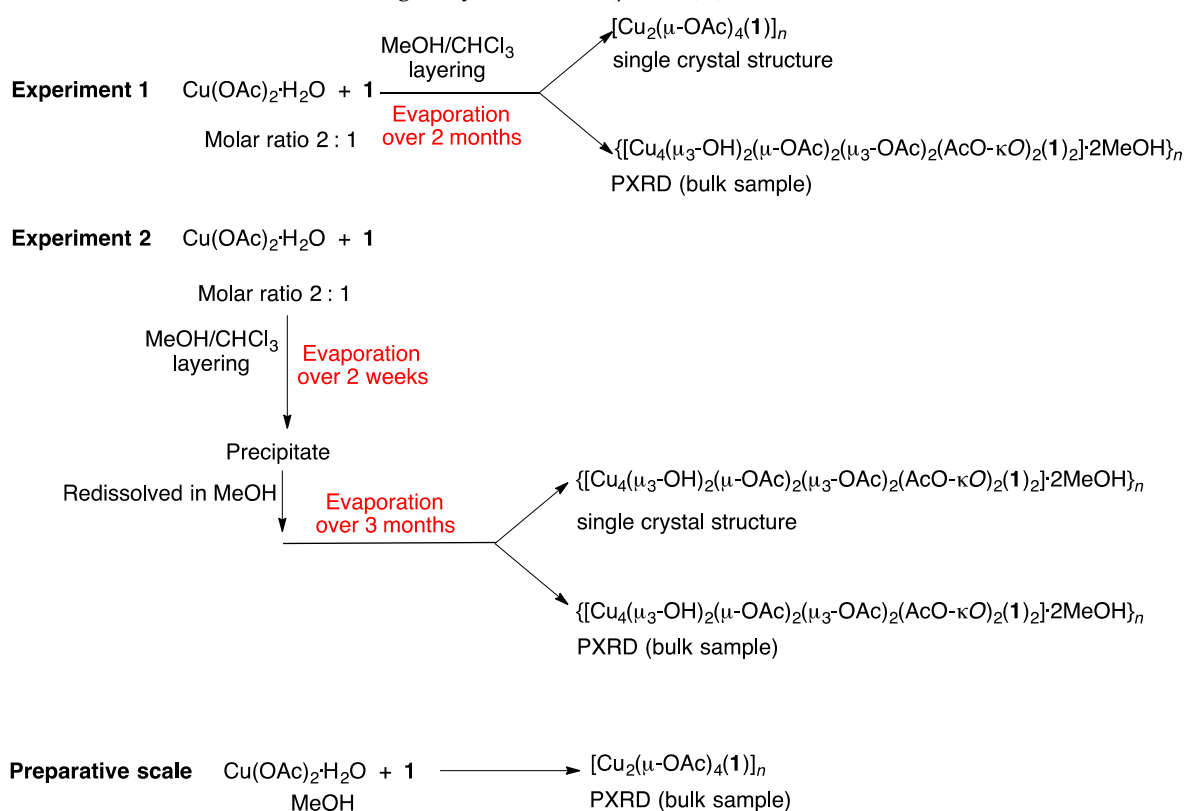 [Cu₂(μ-OAc)₄(1)]ₙ
single crystal structure
MeOH/CHCl₃
layering
Experiment 1 Cu(OAc)₂·H₂O + 1
Evaporation
over 2 months
Molar ratio 2 : 1
{[Cu₄(μ₃-OH)₂(μ-OAc)₂(μ₃-OAc)₂(AcO-κO)₂(1)₂]·2MeOH}ₙ
PXRD (bulk sample)
Experiment 2 Cu(OAc)₂·H₂O + 1
Molar ratio 2 : 1
MeOH/CHCl₃
layering
Evaporation
over 2 weeks
Precipitate
Redissolved in MeOH
Evaporation
over 3 months
{[Cu₄(μ₃-OH)₂(μ-OAc)₂(μ₃-OAc)₂(AcO-κO)₂(1)₂]·2MeOH}ₙ
single crystal structure
{[Cu₄(μ₃-OH)₂(μ-OAc)₂(μ₃-OAc)₂(AcO-κO)₂(1)₂]·2MeOH}ₙ
PXRD (bulk sample)
Preparative scale Cu(OAc)₂·H₂O + 1
MeOH
[Cu₂(μ-OAc)₄(1)]ₙ
PXRD (bulk sample)